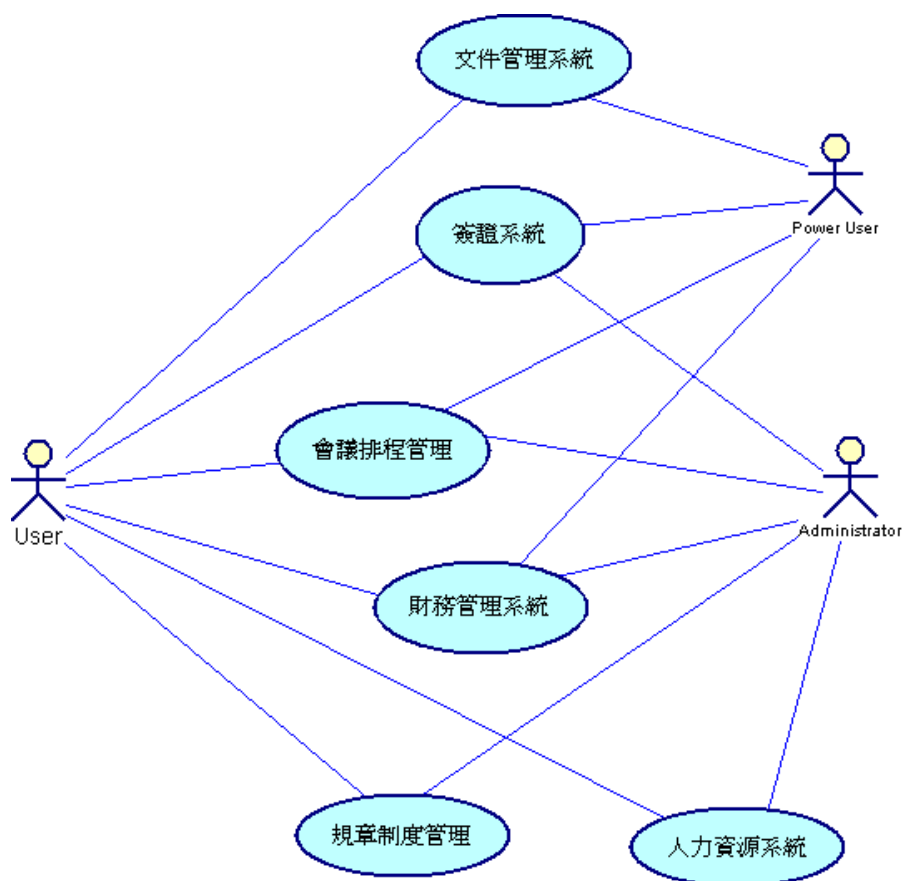 文件管理系統
Power User
簽證系統
會議排程管理
User
Administrator
財務管理系統
規章制度管理
人力資源系統